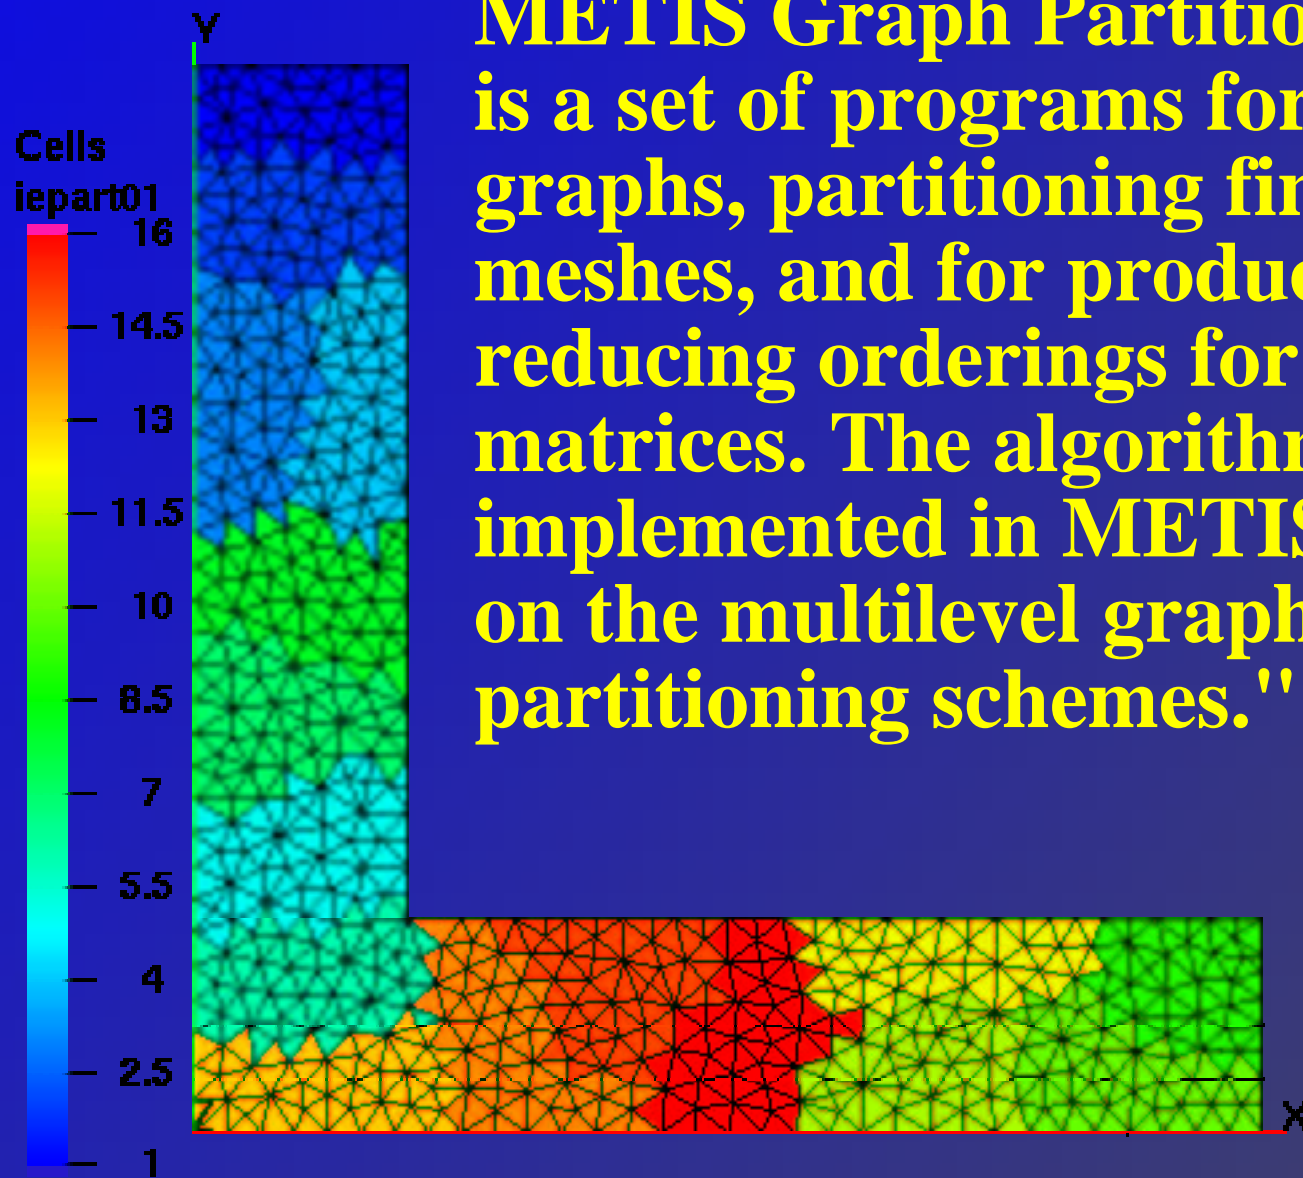 METIS Graph Partitio
is a set of programs for
graphs, partitioning fin
meshes, and for produc
reducing orderings for
matrices. The algorithm
implemented in METIS
on the multilevel graph
partitioning schemes."
Y
Cells
iepart01
16
14.5
13
11.5
10
8.5
7
5.5
4
2.5
1
Z
X